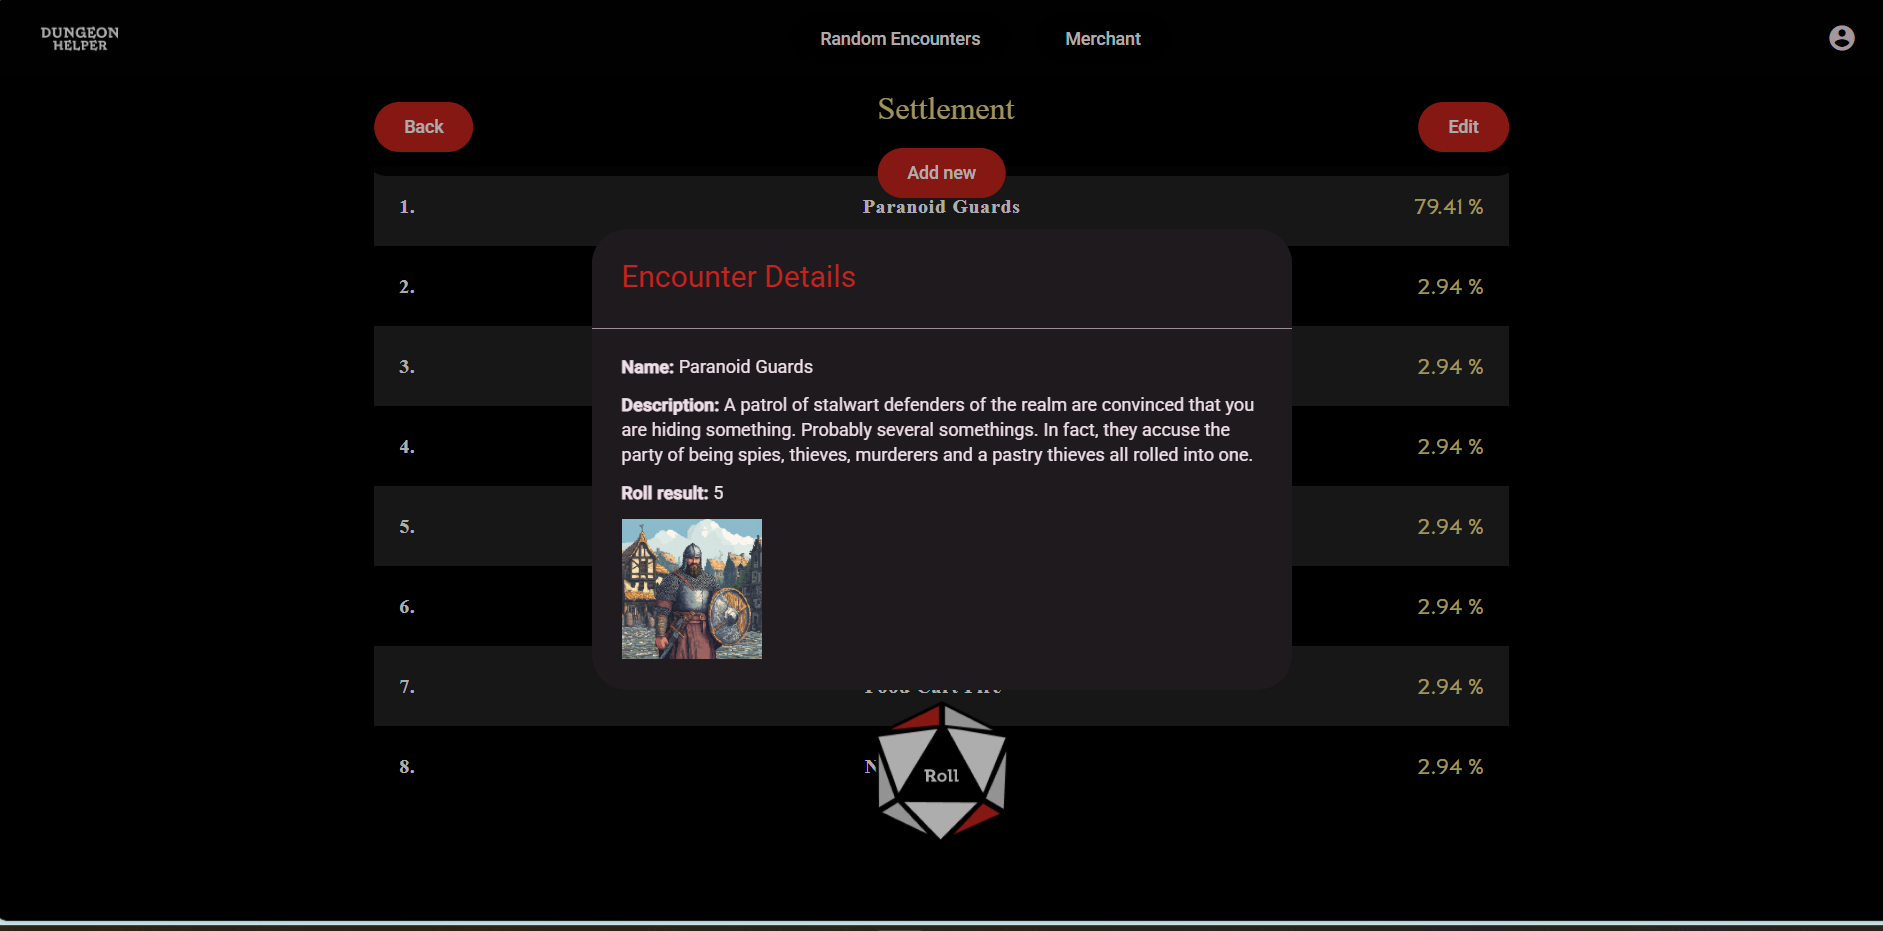 DUNGEON
HELPER
Random Encounters
Merchant
Back
Settlement
Edit
Add new
1.
Paranoid Guards
79.41 %
Encounter Details
Name: Paranoid Guards
Description: A patrol of stalwart defenders of the realm are convinced that you
are hiding something. Probably several somethings. In fact, they accuse the
party of being spies, thieves, murderers and a pastry thieves all rolled into one.
Roll result: 5
2.
2.94 %
3.
2.94 %
4.
2.94 %
5.
2.94 %
6.
2.94 %
7.
Food Cart Fire
2.94 %
8.
N
2.94 %
Roll